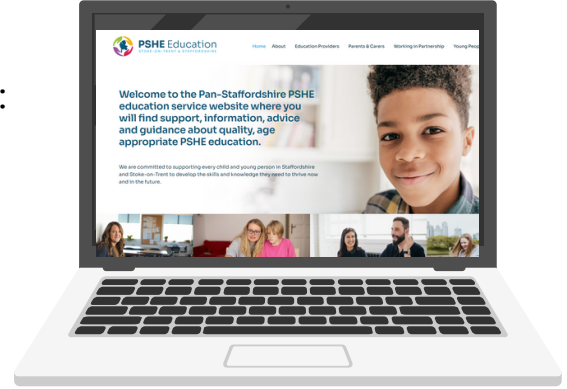 :
PSHE Education
STOKE-ON-TRENT & STAFFORDSHIRE
Home About Education Providers Parents & Carers Working in Partnership Young Peop
Welcome to the Pan-Staffordshire PSHE
education service website where you
will find support, information, advice
and guidance about quality, age
appropriate PSHE education.
We are committed to supporting every child and young person in Staffordshire
and Stoke-on-Trent to develop the skills and knowledge they need to thrive now
and in the future.